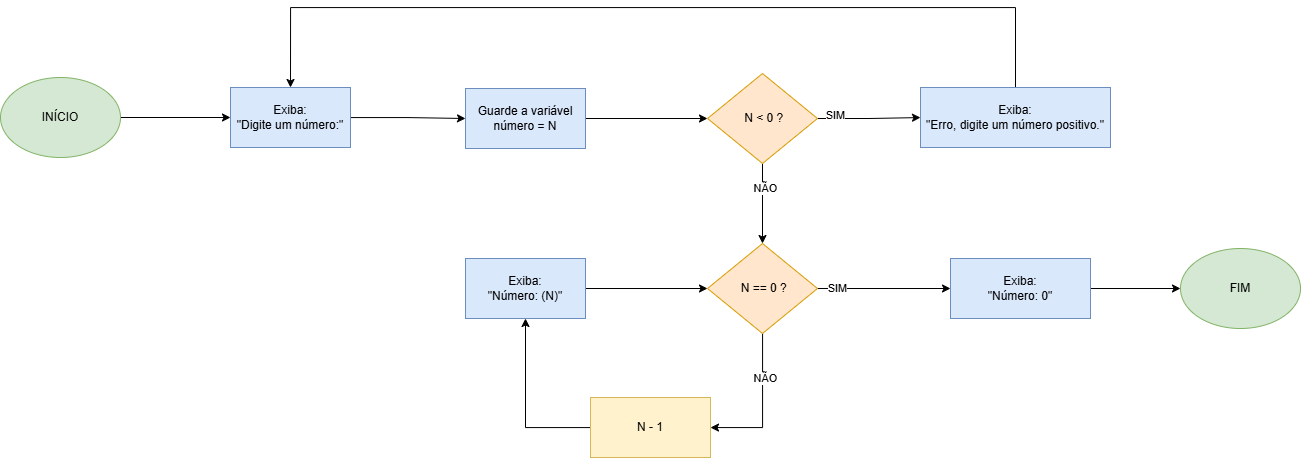 INÍCIO
Exiba:
"Digite um número:"
Guarde a variável
número = N
N < 0 ?
SIM
Exiba:
"Erro, digite um número positivo."
NÃO
Exiba:
"Número: (N)"
N == 0 ?
SIM
Exiba:
"Número: 0"
FIM
NÃO
N - 1